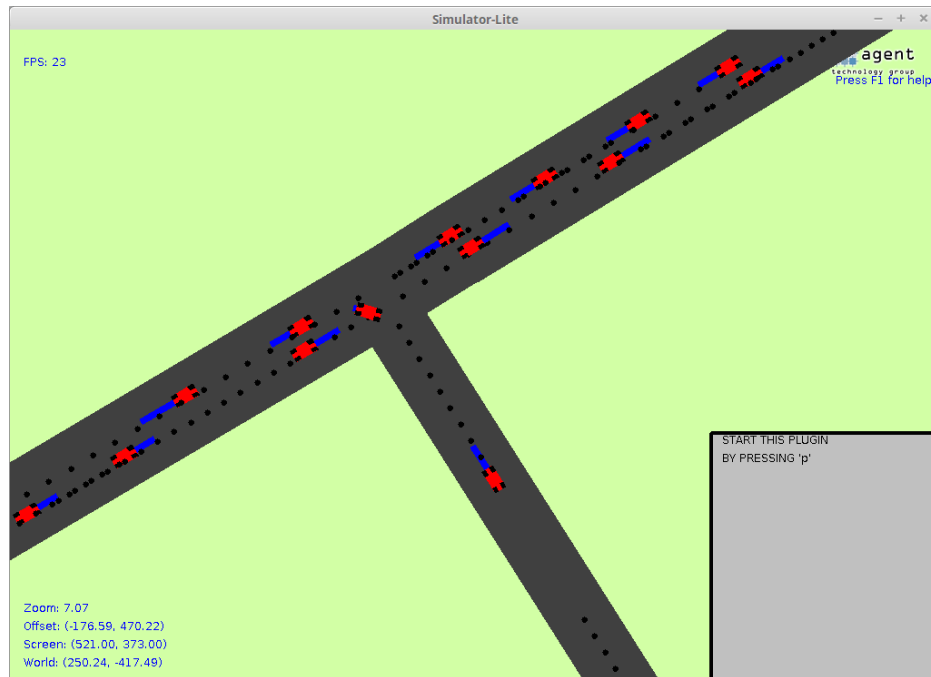 Simulator-Lite
FPS: 23
agent
technology group
Press F1 for help
START THIS PLUGIN
BY PRESSING 'p'
Zoom: 7.07
Offset: (-176.59, 470.22)
Screen: (521.00, 373.00)
World: (250.24, -417.49)